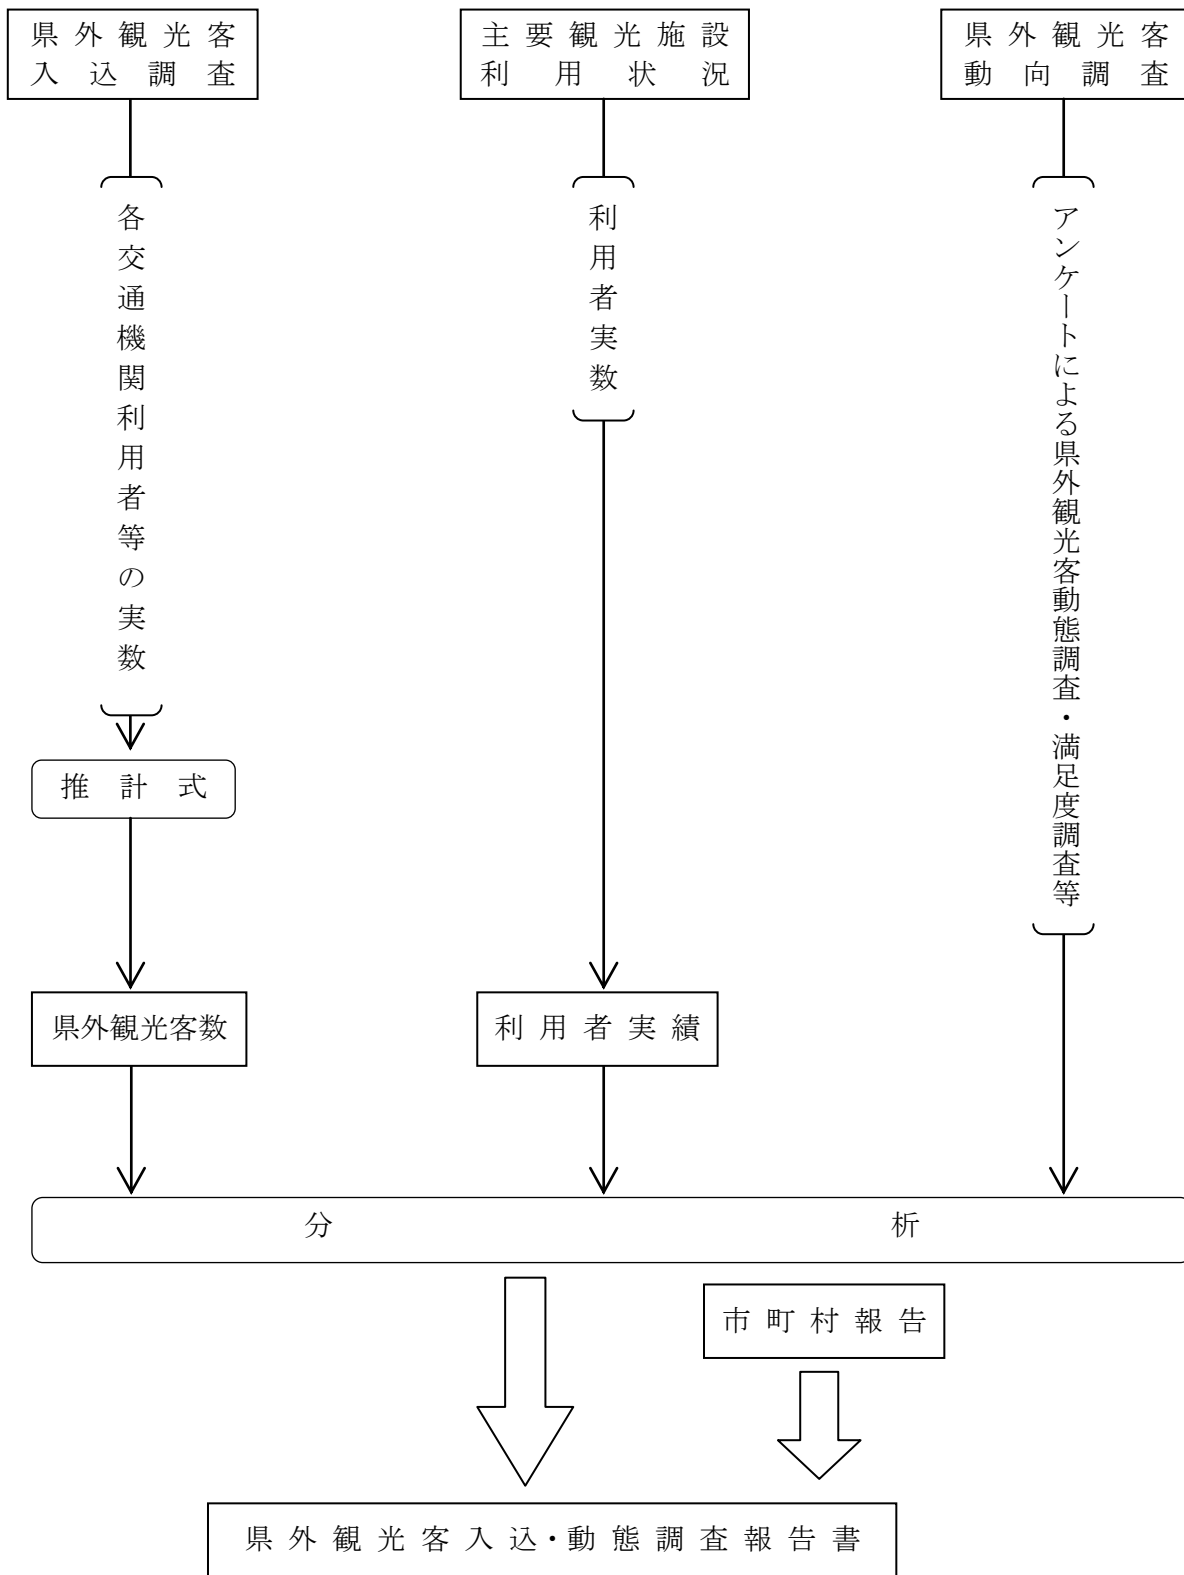 県外観光客
入込調査
主要観光施設
利用状況
県外観光客
動向調査
各交通機関利用者等の実数
利用者実数
アンケートによる県外観光客動態調査・満足度調査等
推計式
県外観光客数
利用者実績
分析
市町村報告
県外観光客入込・動態調査報告書